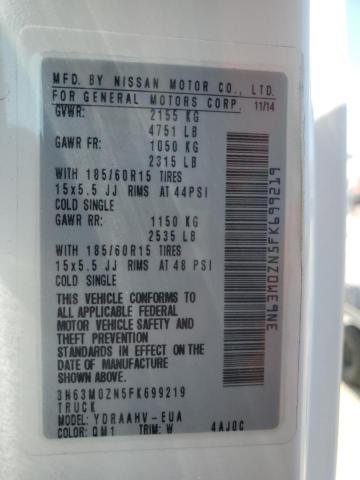 MFD. BY NISSAN MOTOR CO., LTD.
FOR GENERAL MOTORS CORP. 11/14
GVWR: 2155 KG
4751 LB
GAWR FR: 1050 KG
2315 LB
WITH 185/60R15 TIRES
15x5.5 JJ RIMS AT 44PSI
COLD SINGLE
GAWR RR: 1150 KG
2535 LB
WITH 185/60R15 TIRES
15x5.5 JJ RIMS AT 48 PSI
COLD SINGLE
THIS VEHICLE CONFORMS TO
ALL APPLICABLE FEDERAL
MOTOR VEHICLE SAFETY AND
THEFT PREVENTION
STANDARDS IN EFFECT ON THE
DATE OF MANUFACTURE SHOWN
ABOVE.
3N63M0ZN5FK699219
TRUCK
MODEL: YDRAAHV-EUA
COLOR: QM1 TRIM: W 4AJ0C
3N63M0ZN5FK699219